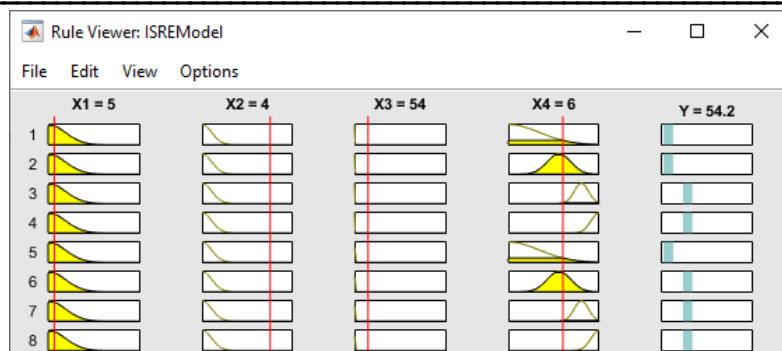 Rule Viewer: ISREModel
File Edit View Options
X1 = 5 X2 = 4 X3 = 54 X4 = 6 Y = 54.2
1
2
3
4
5
6
7
8